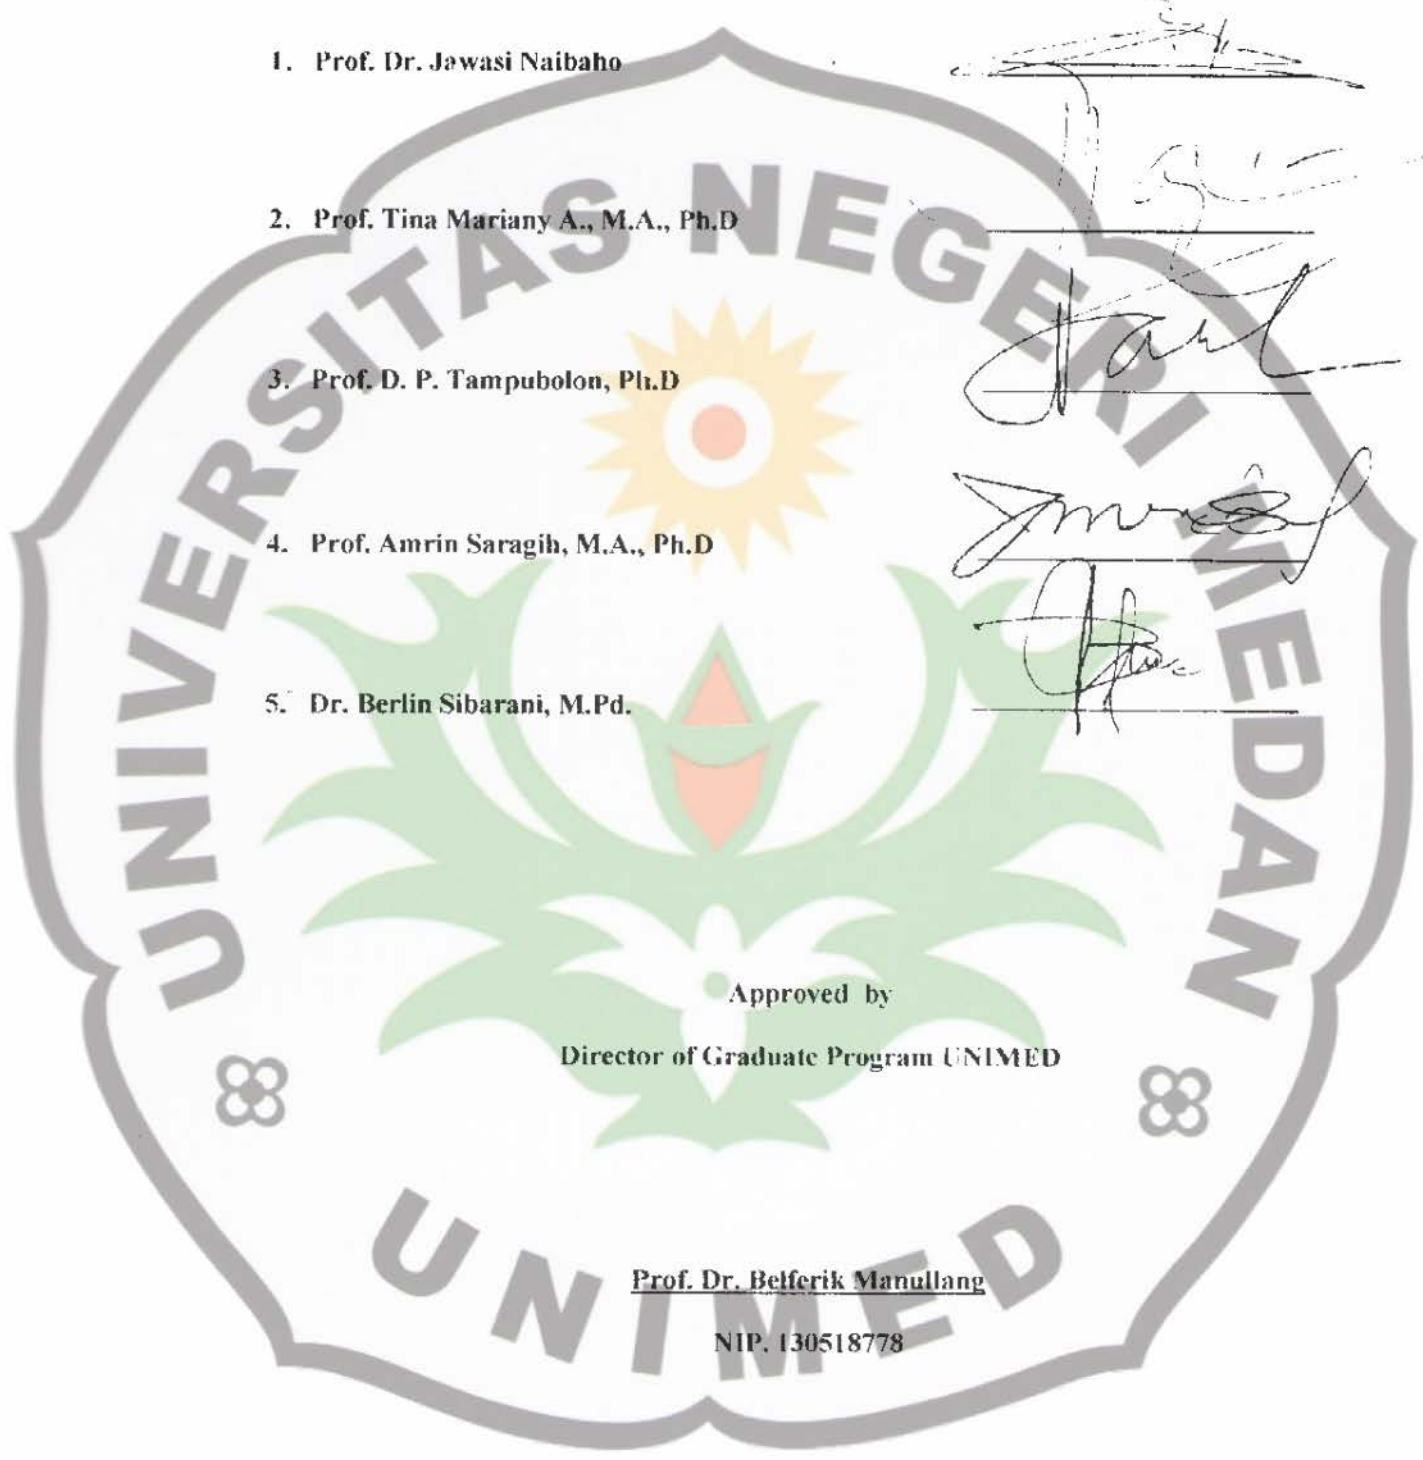 1. Prof. Dr. Jawasi Naibaho
2. Prof. Tina Mariany A., M.A., Ph.D
3. Prof. D. P. Tampubolon, Ph.D
4. Prof. Amrin Saragih, M.A., Ph.D
5. Dr. Berlin Sibarani, M.Pd.
Approved by
Director of Graduate Program UNIMED
Prof. Dr. Belferik Manullang
NIP. 130518778
UNIVERSITAS NEGERI MEDAN
UNIMED